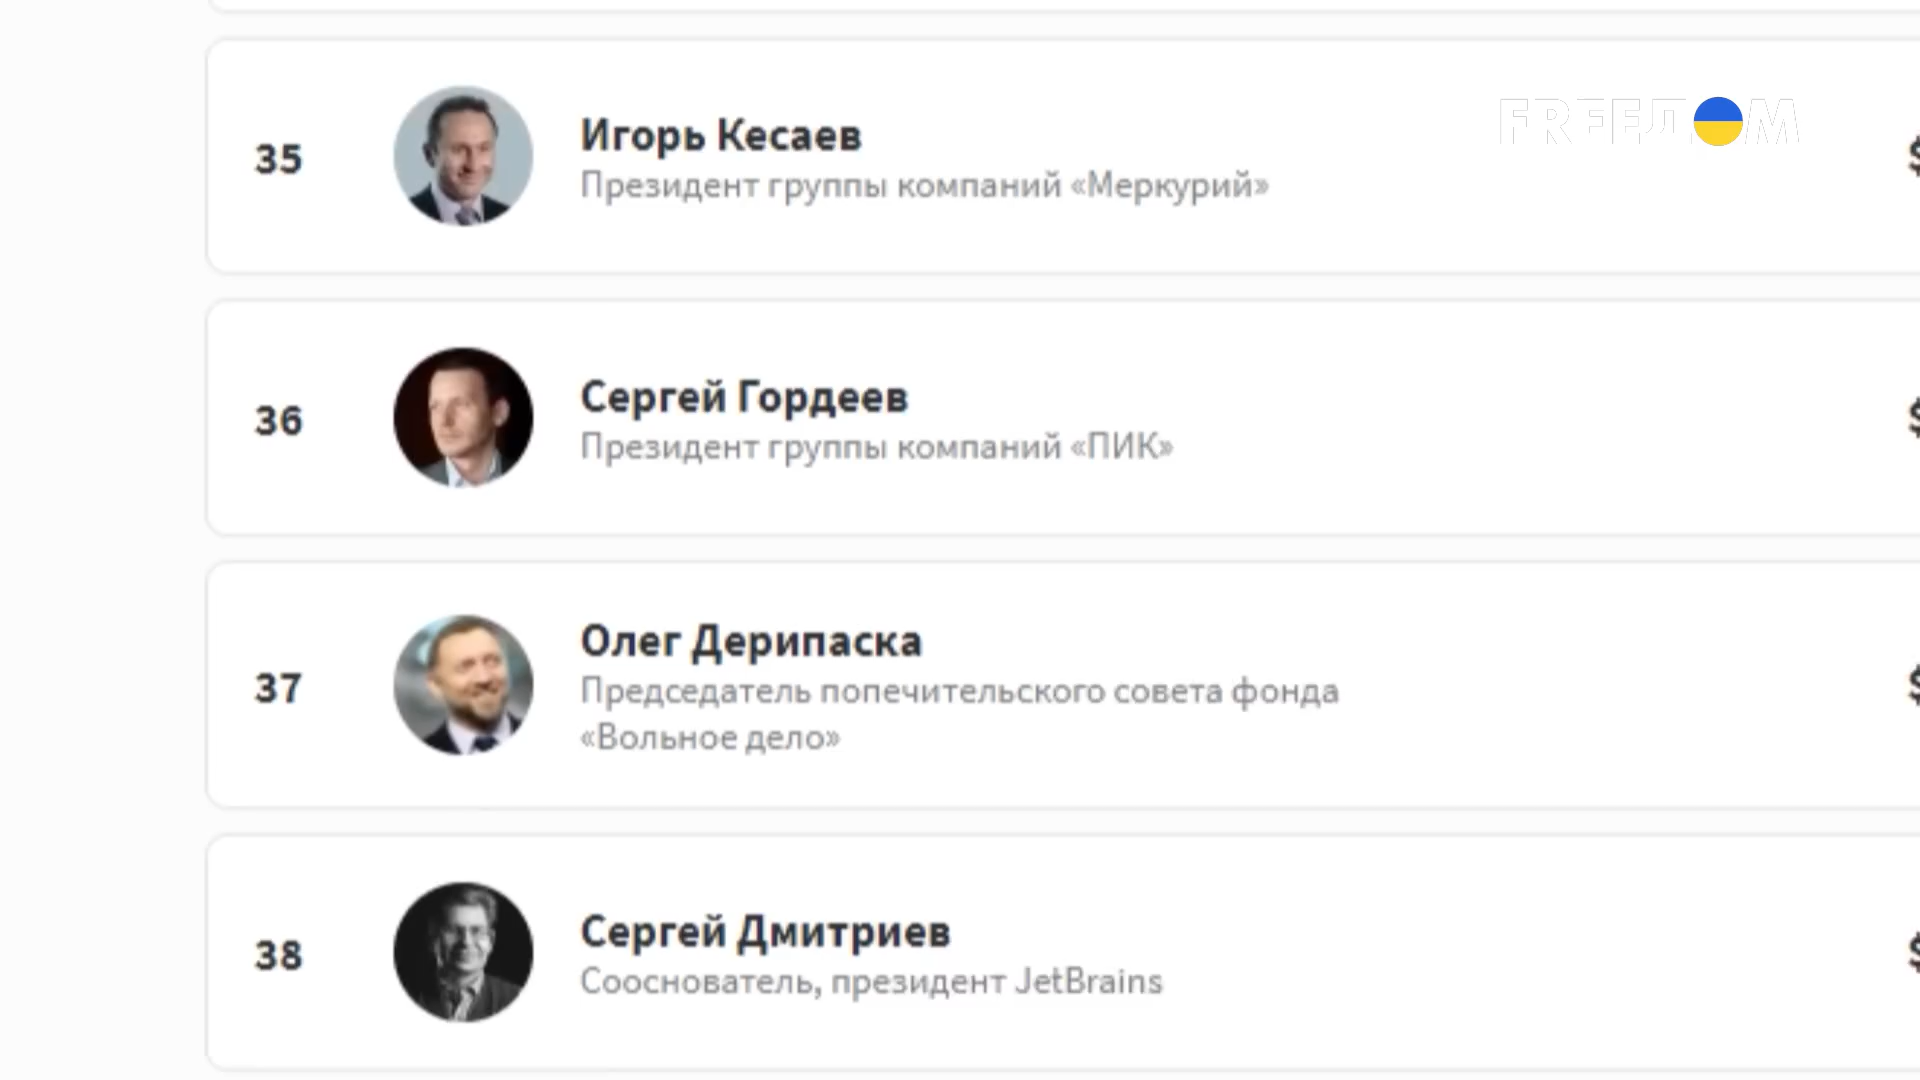 FREEДOM
35
Игорь Кесаев
Президент группы компаний «Меркурий»
$
36
Сергей Гордеев
Президент группы компаний «ПИК»
$
37
Олег Дерипаска
Председатель попечительского совета фонда
«Вольное дело»
$
38
Сергей Дмитриев
Сооснователь, президент JetBrains
$